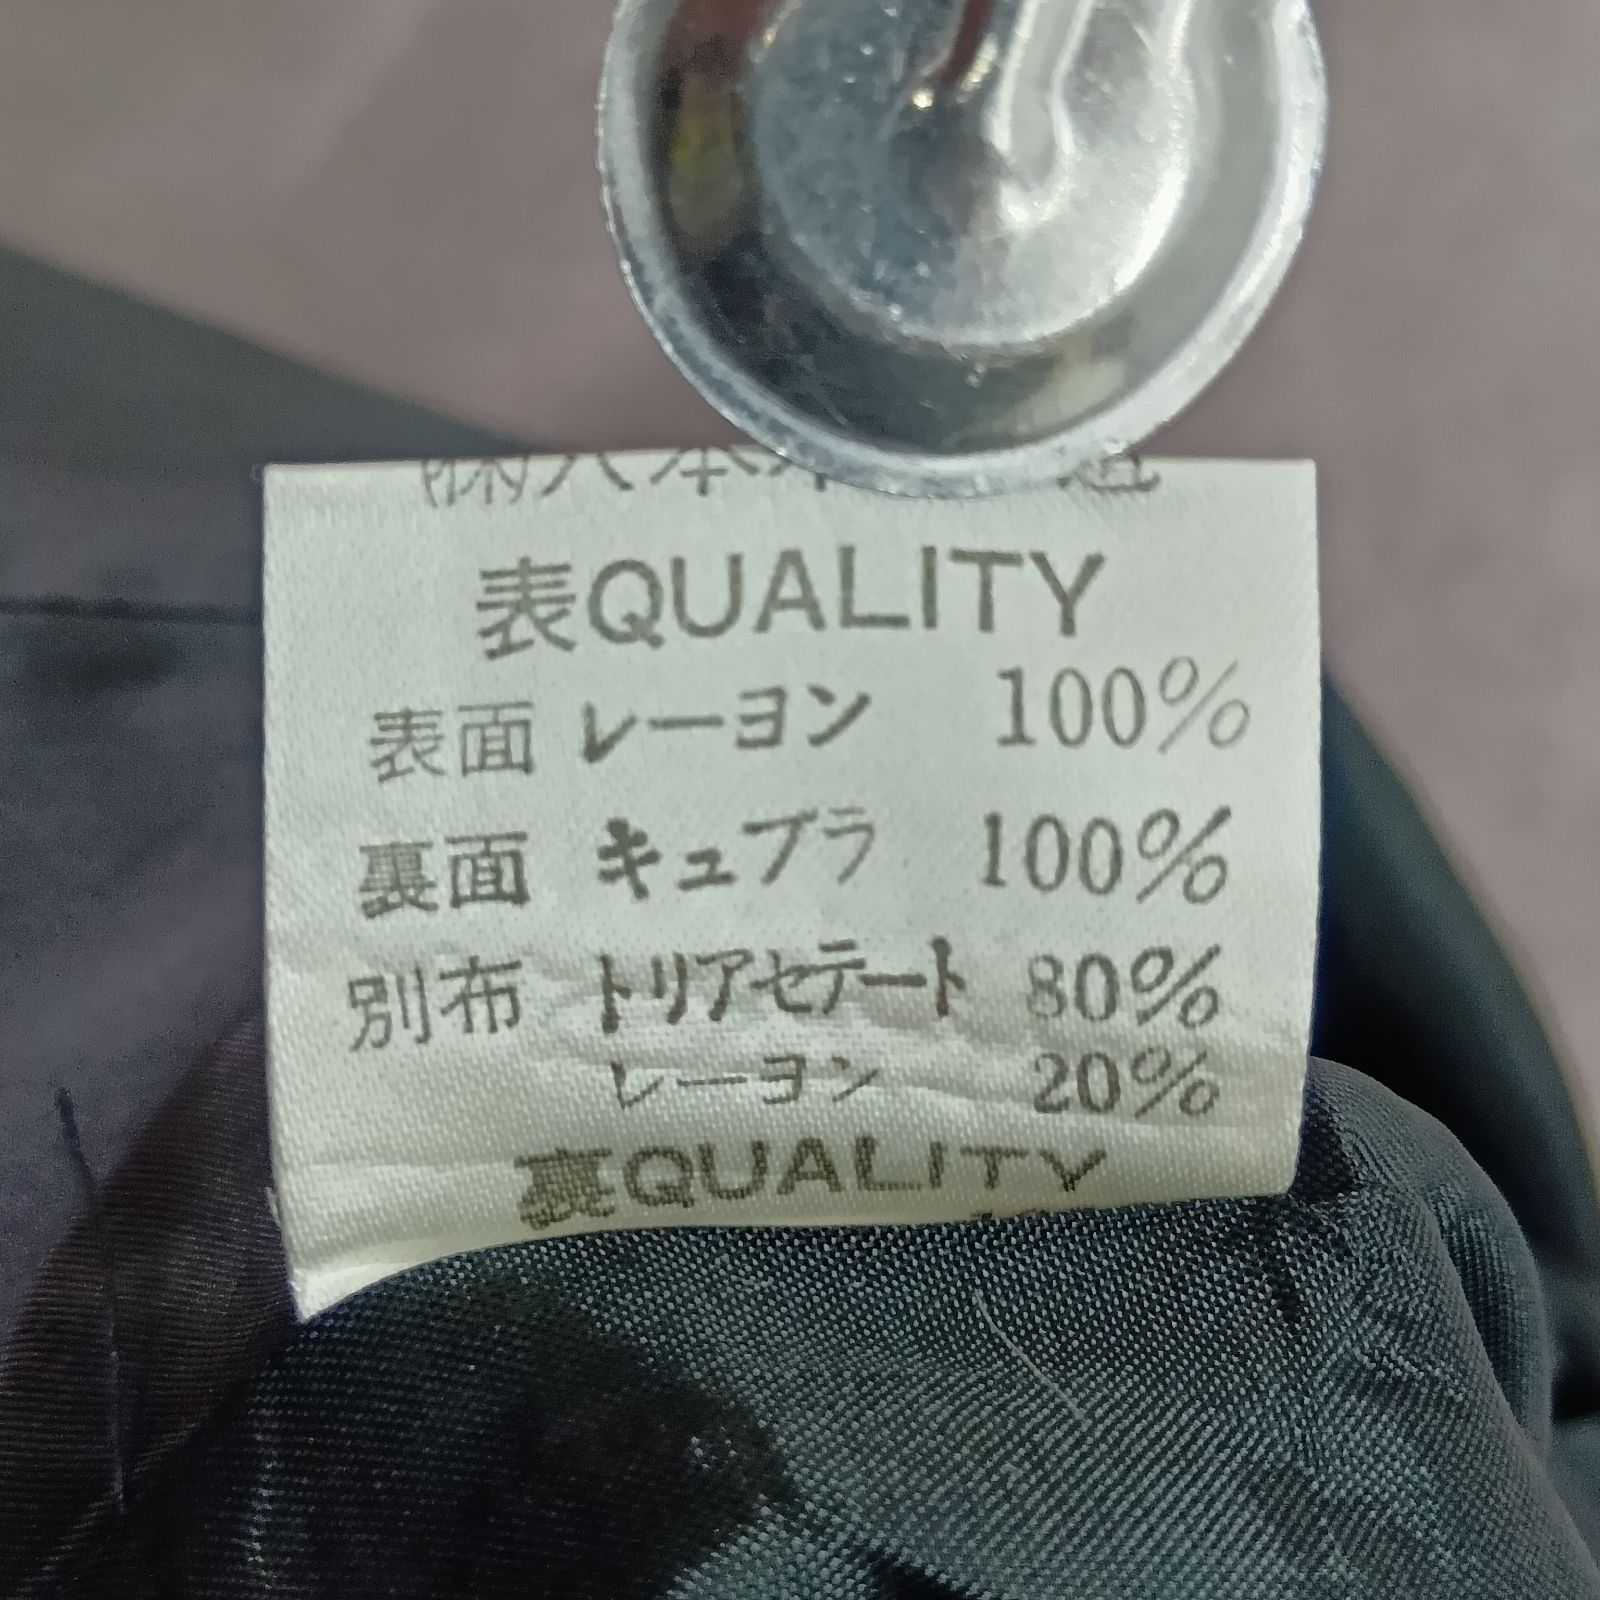 表QUALITY
表面 レーヨン 100%
裏面 キュプラ 100%
別布 トリアセテート 80%
レーヨン 20%
裏QUALITY